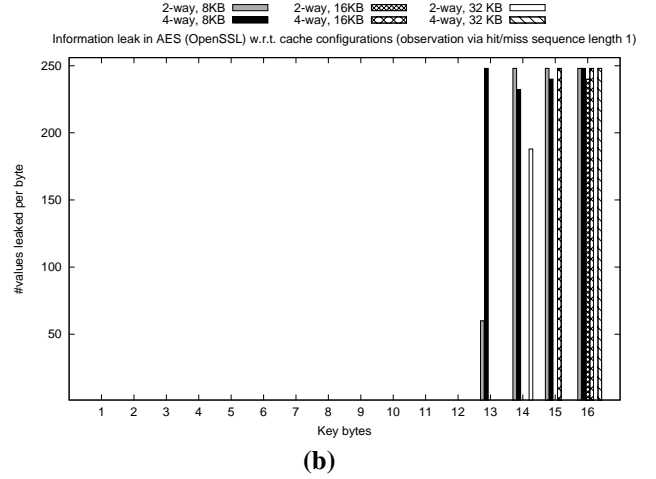 2-way, 8KB 2-way, 16KB 2-way, 32 KB
4-way, 8KB 4-way, 16KB 4-way, 32 KB
Information leak in AES (OpenSSL) w.r.t. cache configurations (observation via hit/miss sequence length 1)
250
200
150
100
50
#values leaked per byte
1 2 3 4 5 6 7 8 9 10 11 12 13 14 15 16
Key bytes
(b)